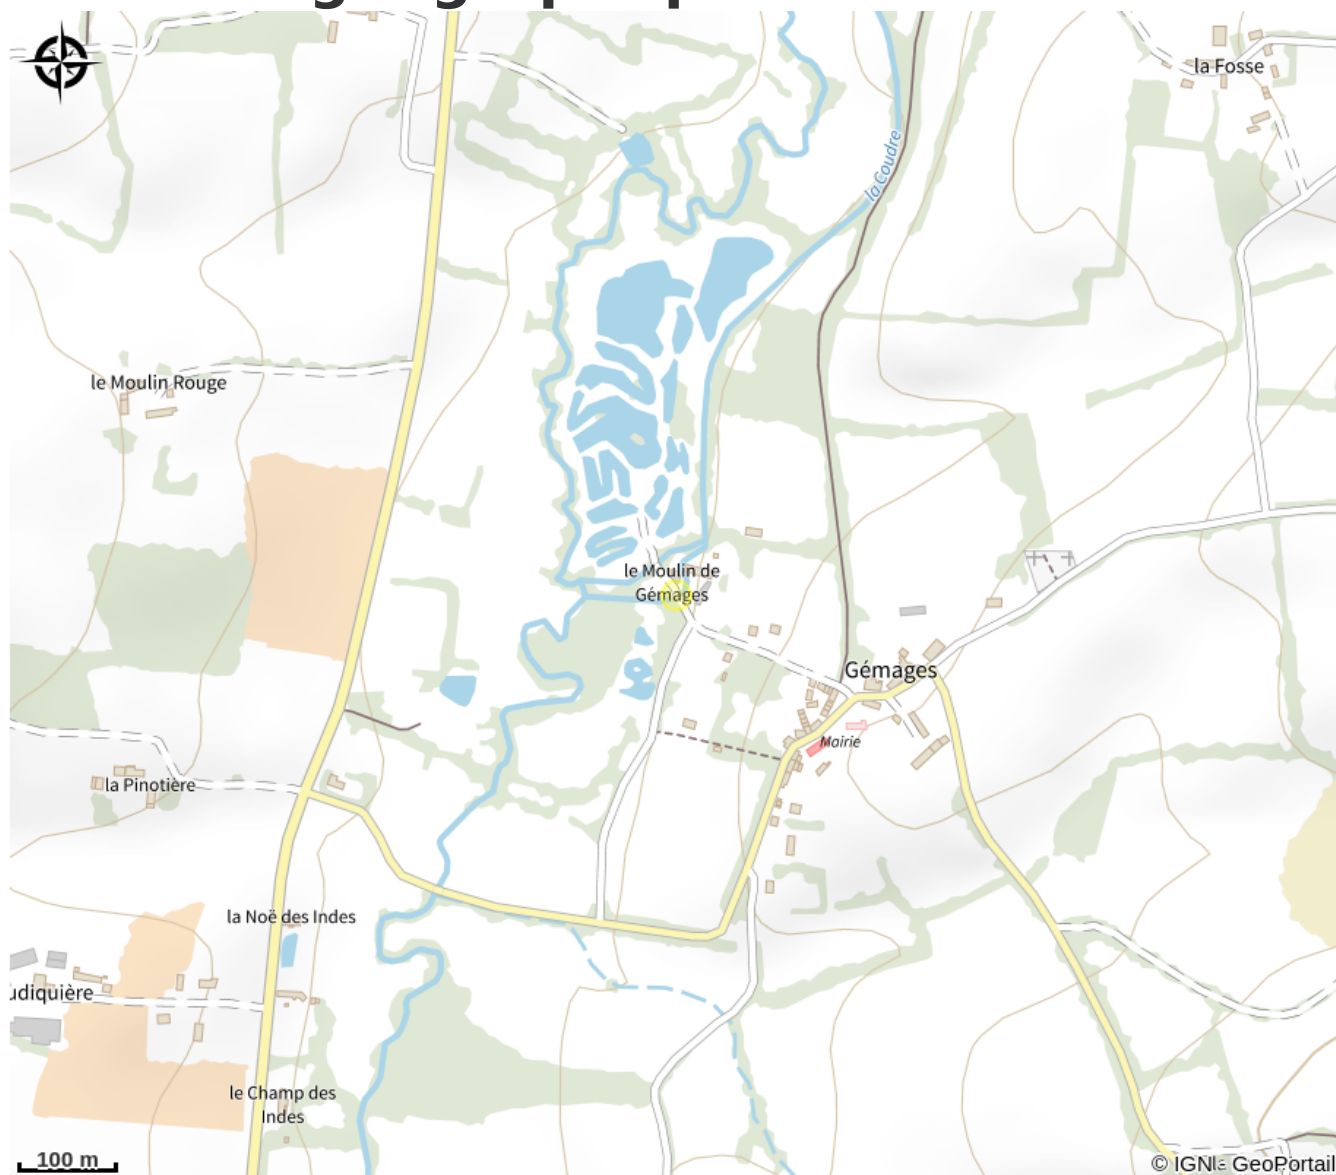 la Fosse
la Coudre
le Moulin Rouge
le Moulin de
Gémages
Gémages
Mairie
la Pinotière
la Noë des Indes
udiquière
le Champ des
Indes
100 m
© IGN - GeoPortail